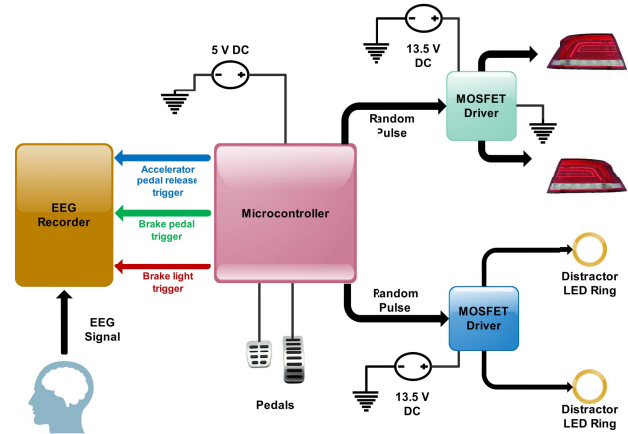 5 V DC
13.5 V
DC
MOSFET
Driver
Random
Pulse
Accelerator
pedal release
trigger
EEG
Recorder
Microcontroller
Brake pedal
trigger
Brake light
trigger
Distractor
LED Ring
Random
Pulse
MOSFET
Driver
EEG
Signal
13.5 V
DC
Pedals
Distractor
LED Ring